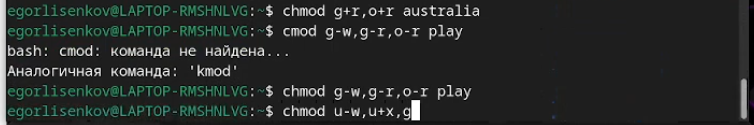 egorlisenkov@LAPTOP-RMSHNLVG:~$ chmod g+r,o+r australia
egorlisenkov@LAPTOP-RMSHNLVG:~$ cmod g-w,g-r,o-r play
bash: cmod: команда не найдена...
Аналогичная команда: 'kmod'
egorlisenkov@LAPTOP-RMSHNLVG:~$ chmod g-w,g-r,o-r play
egorlisenkov@LAPTOP-RMSHNLVG:~$ chmod u-w,u+x,g